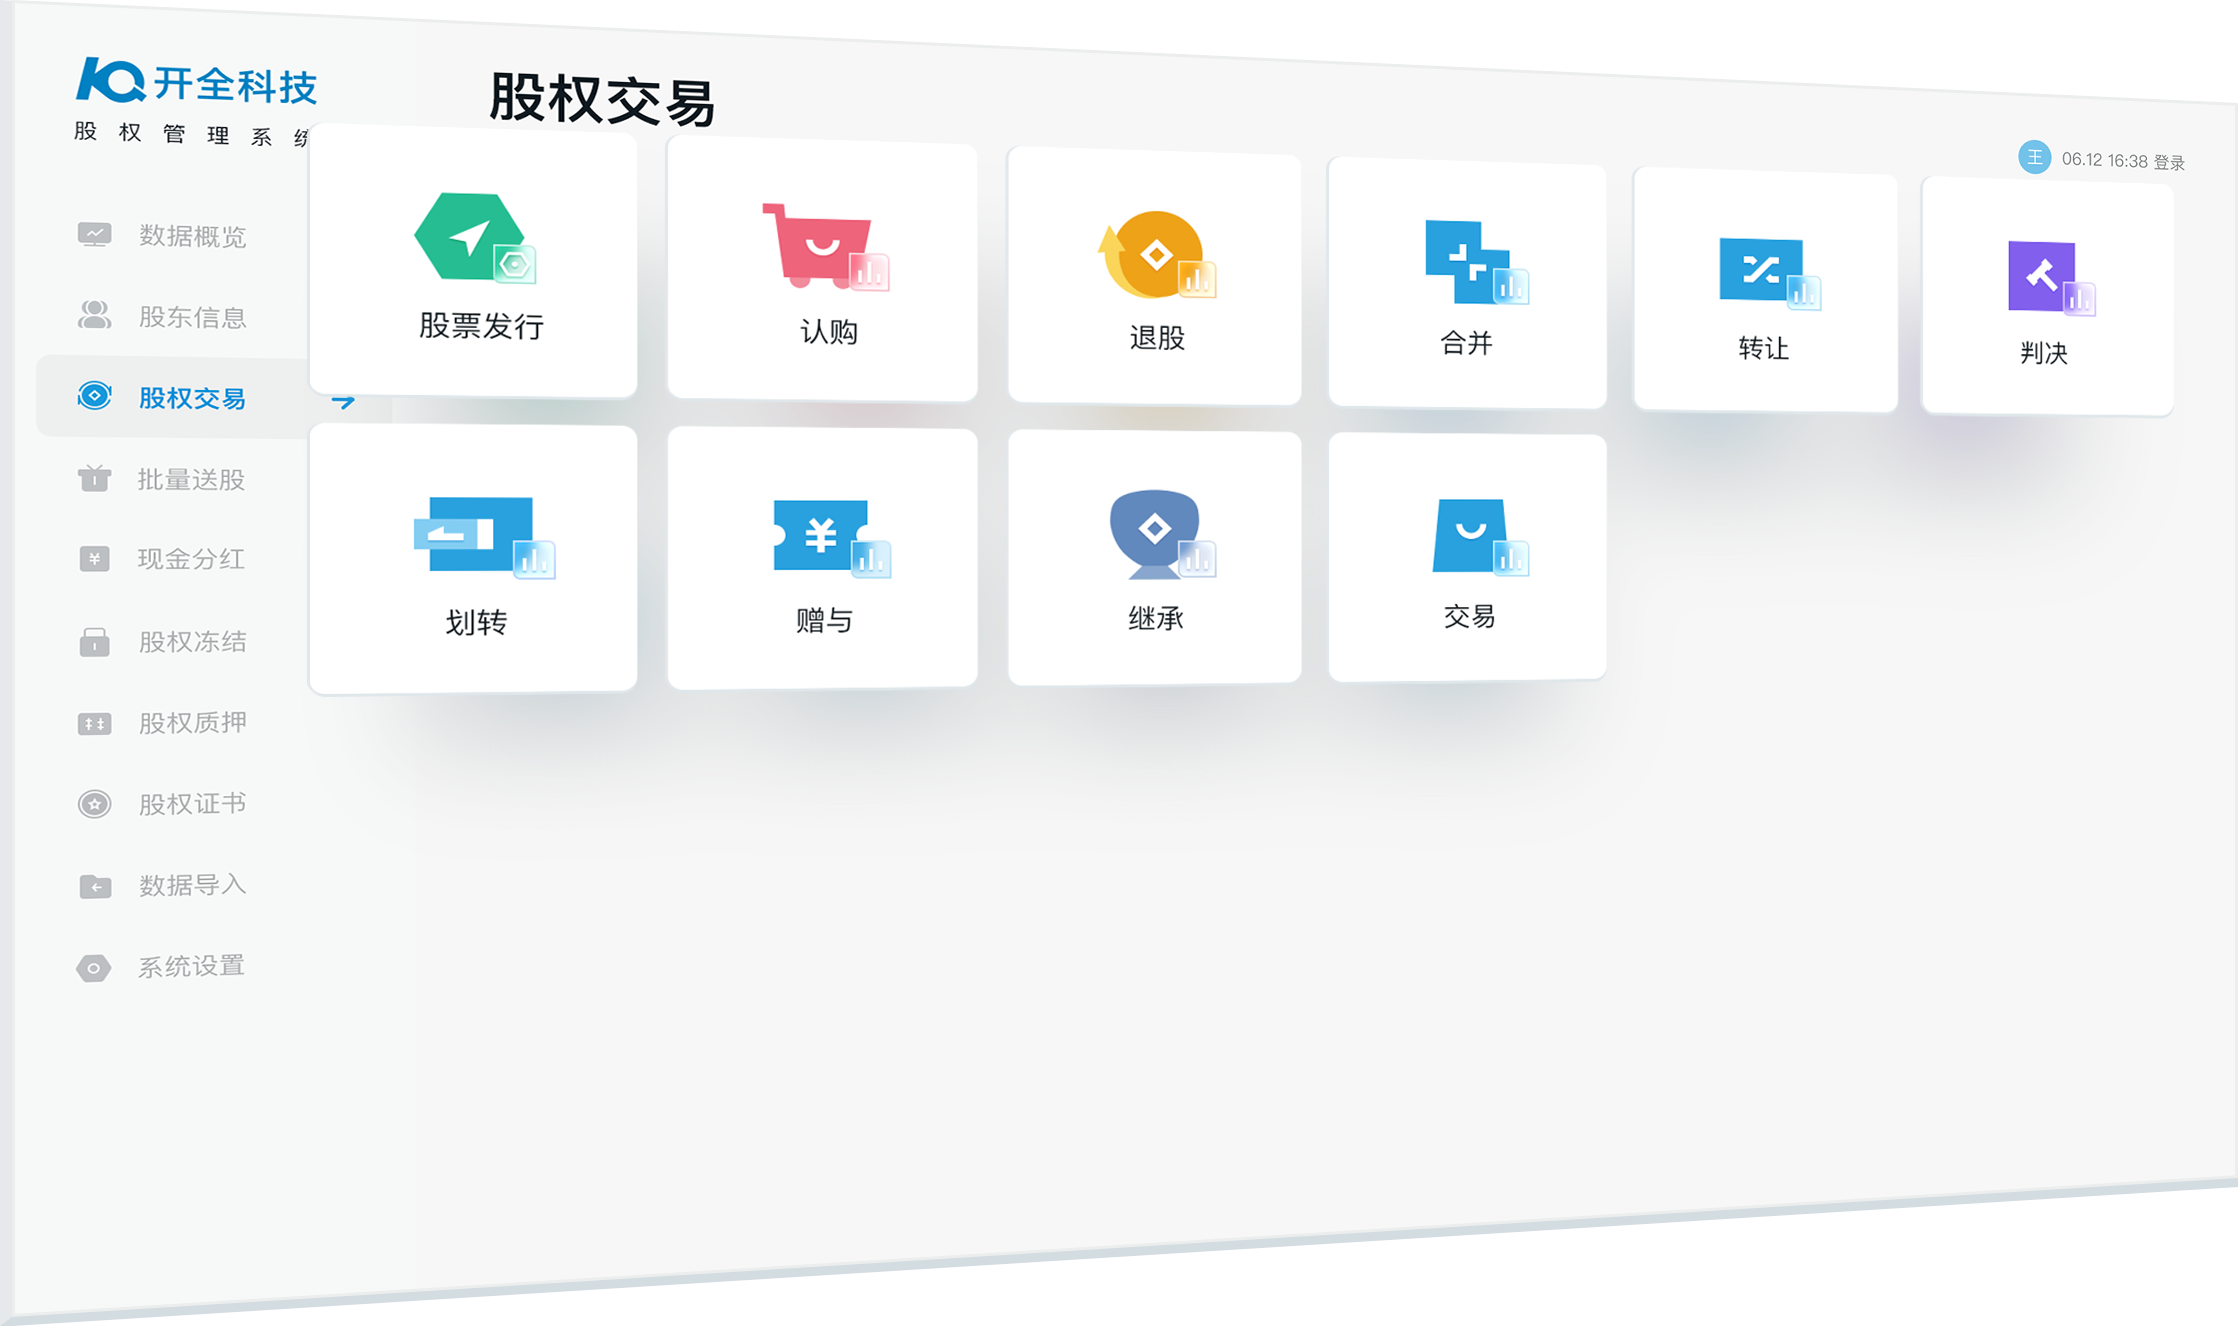 开全科技
股权管理系统
股权交易
王 06.12 16:38 登录
数据概览
股东信息
股权交易
批量送股
现金分红
股权冻结
股权质押
股权证书
数据导入
系统设置
股票发行
认购
退股
合并
转让
判决
划转
赠与
继承
交易